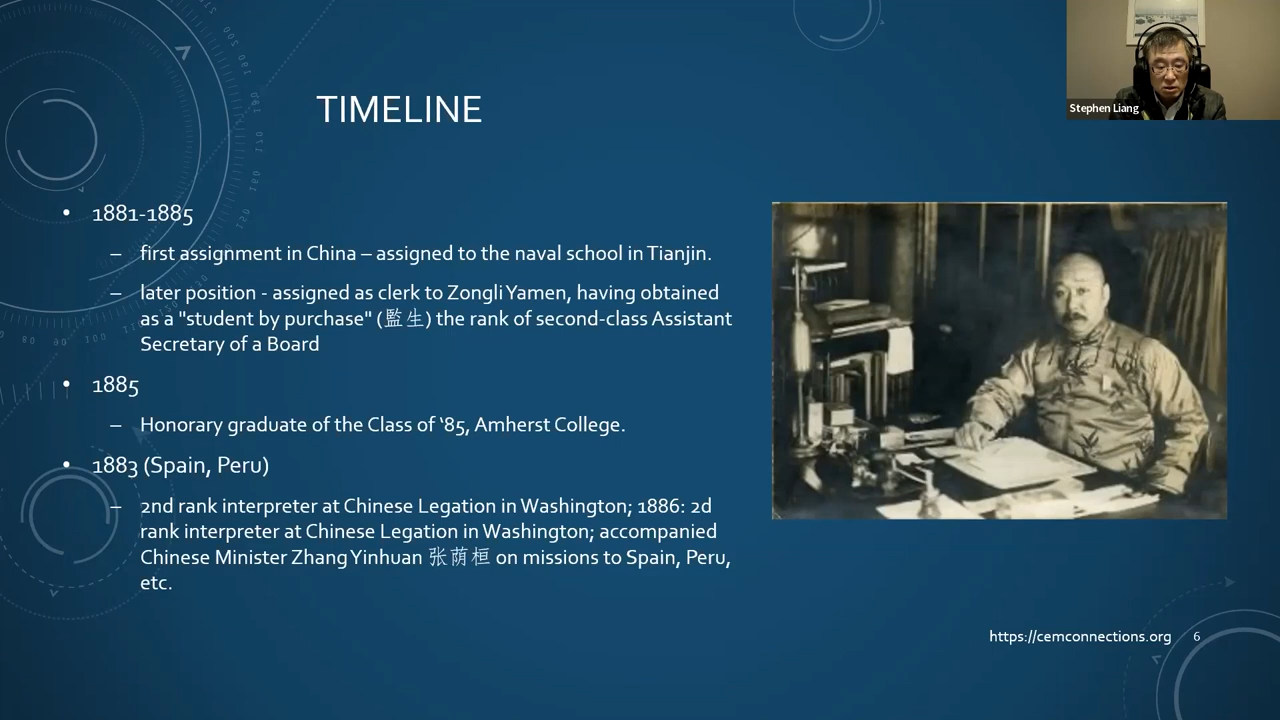 Stephen Liang
TIMELINE
• 1881-1885
– first assignment in China – assigned to the naval school in Tianjin.
– later position - assigned as clerk to Zongli Yamen, having obtained
as a "student by purchase" (監生) the rank of second-class Assistant
Secretary of a Board
• 1885
– Honorary graduate of the Class of ‘85, Amherst College.
• 1883 (Spain, Peru)
– 2nd rank interpreter at Chinese Legation in Washington; 1886: 2d
rank interpreter at Chinese Legation in Washington; accompanied
Chinese Minister Zhang Yinhuan 张荫桓 on missions to Spain, Peru,
etc.
https://cemconnections.org 6